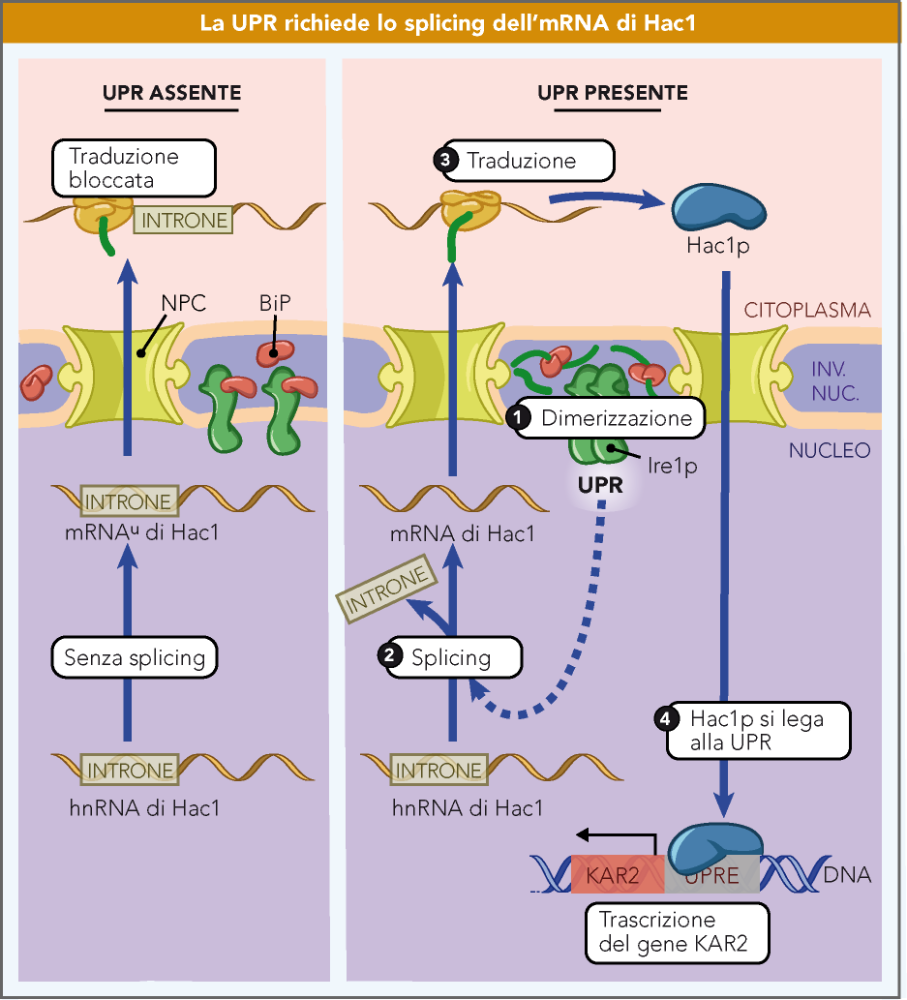 La UPR richiede lo splicing dell'mRNA di Hac1
UPR ASSENTE
Traduzione
bloccata
INTRONE
NPC
BiP
INTRONE
mRNAᵘ di Hac1
Senza splicing
INTRONE
hnRNA di Hac1
UPR PRESENTE
3 Traduzione
Hac1p
CITOPLASMA
INV.
NUC.
1 Dimerizzazione
NUCLEO
Ire1p
UPR
mRNA di Hac1
INTRONE
2 Splicing
4 Hac1p si lega
alla UPR
INTRONE
hnRNA di Hac1
KAR2
UPRE
DNA
Trascrizione
del gene KAR2